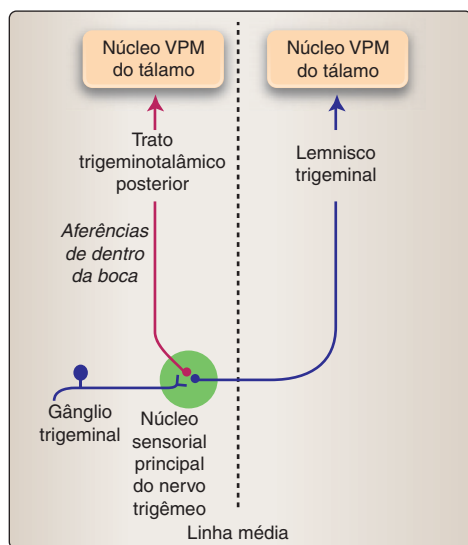 Núcleo VPM
do tálamo
Núcleo VPM
do tálamo
Trato
trigeminotalâmico
posterior
Lemnisco
trigeminal
Aferências
de dentro
da boca
Gânglio
trigeminal
Núcleo
sensorial
principal
do nervo
trigêmeo
Linha média